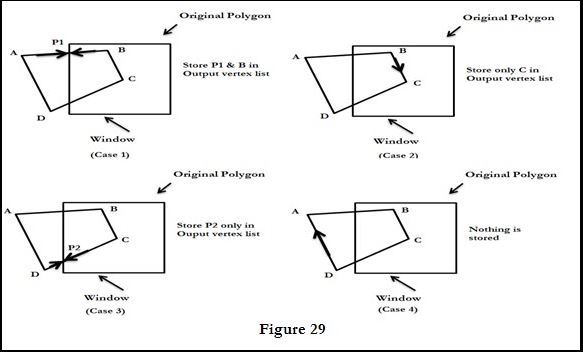 Original Polygon
P1
A
B
Store P1 & B in
Output vertex list
C
D
Window
(Case 1)
Original Polygon
A
B
Store only C in
Output vertex list
C
D
Window
(Case 2)
Original Polygon
A
B
Store P2 only in
Ouput vertex list
C
P2
D
Window
(Case 3)
Original Polygon
A
B
Nothing is
stored
C
D
Window
(Case 4)
Figure 29